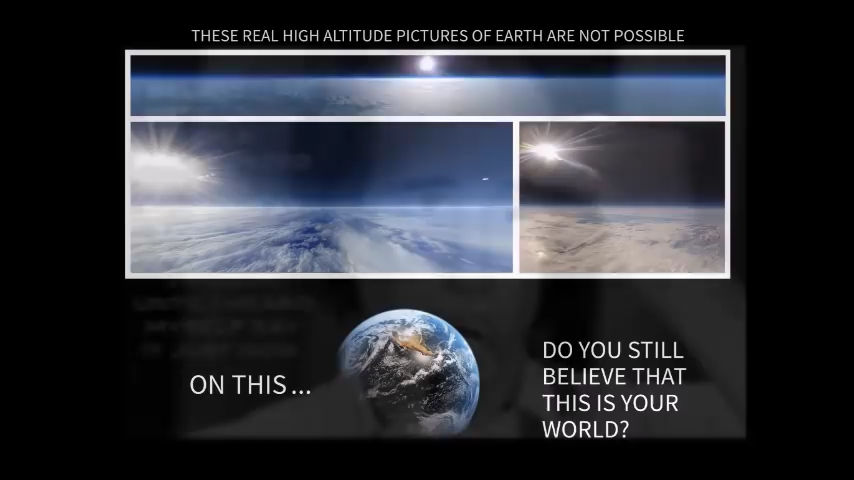 THESE REAL HIGH ALTITUDE PICTURES OF EARTH ARE NOT POSSIBLE
ON THIS...
DO YOU STILL
BELIEVE THAT
THIS IS YOUR
WORLD?